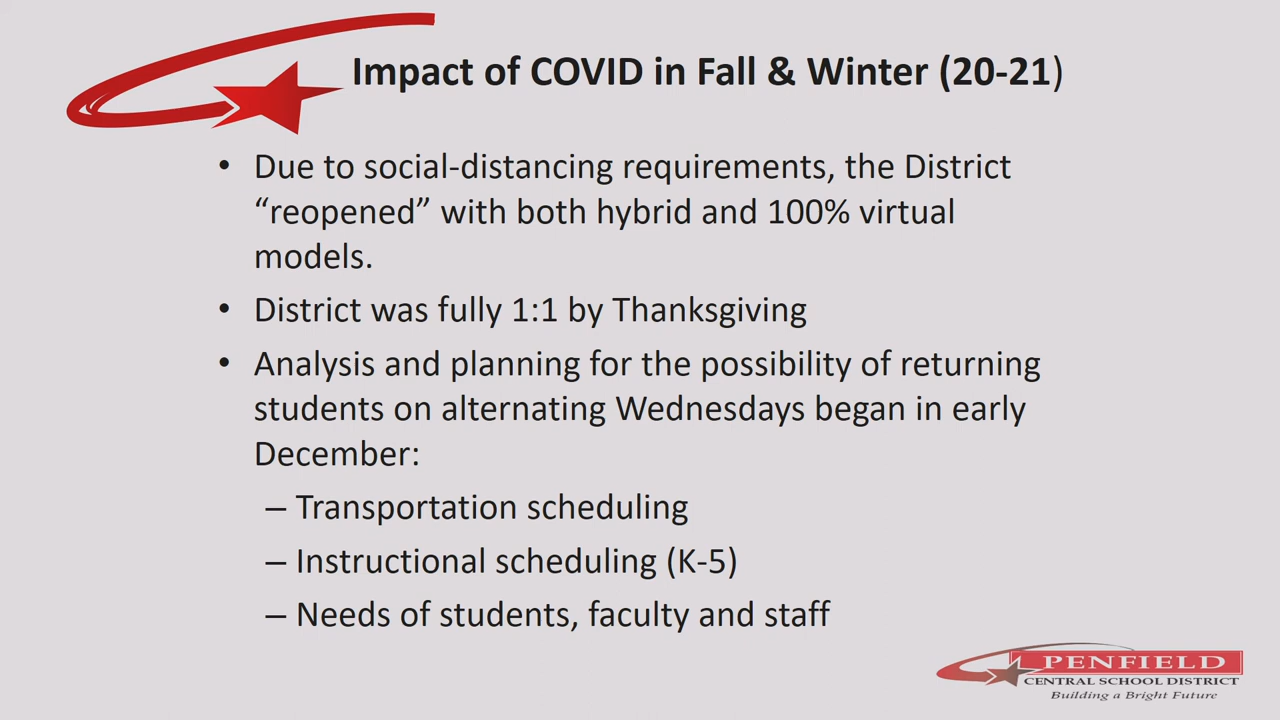 Impact of COVID in Fall & Winter (20-21)
• Due to social-distancing requirements, the District
“reopened” with both hybrid and 100% virtual
models.
• District was fully 1:1 by Thanksgiving
• Analysis and planning for the possibility of returning
students on alternating Wednesdays began in early
December:
– Transportation scheduling
– Instructional scheduling (K-5)
– Needs of students, faculty and staff
PENFIELD
CENTRAL SCHOOL DISTRICT
Building a Bright Future